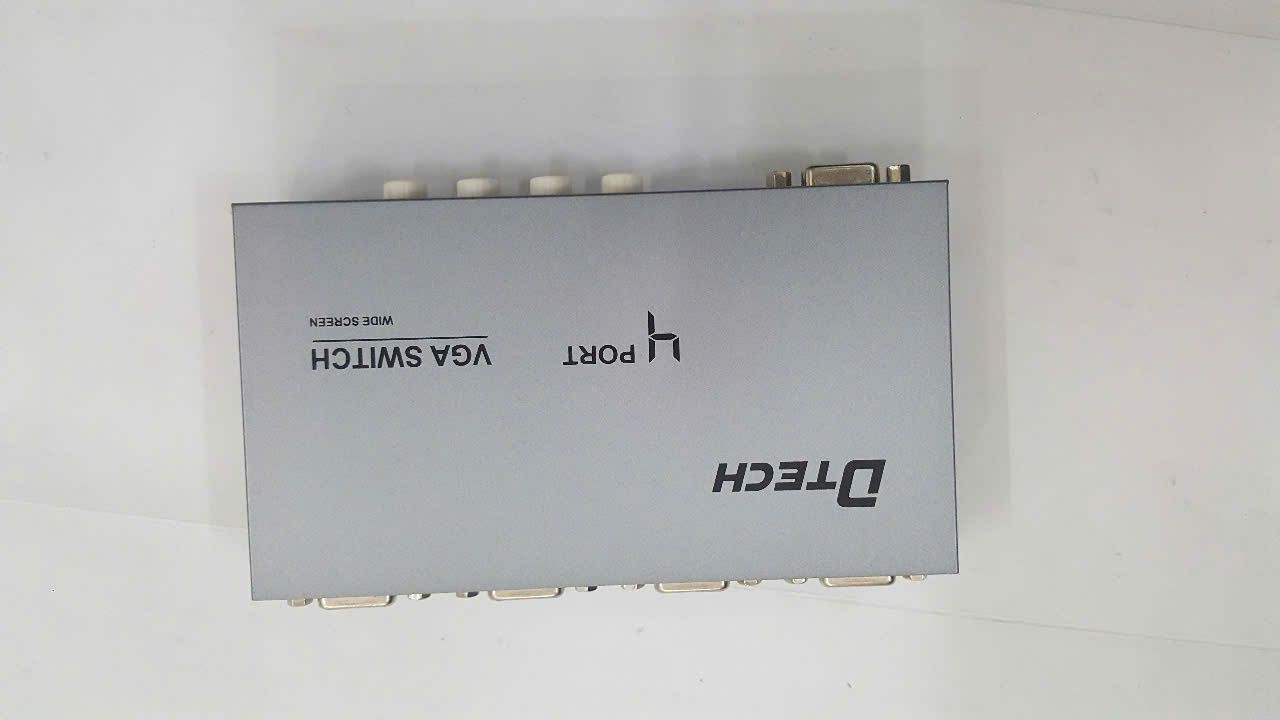 DTECH
4 PORT
VGA SWITCH
WIDE SCREEN